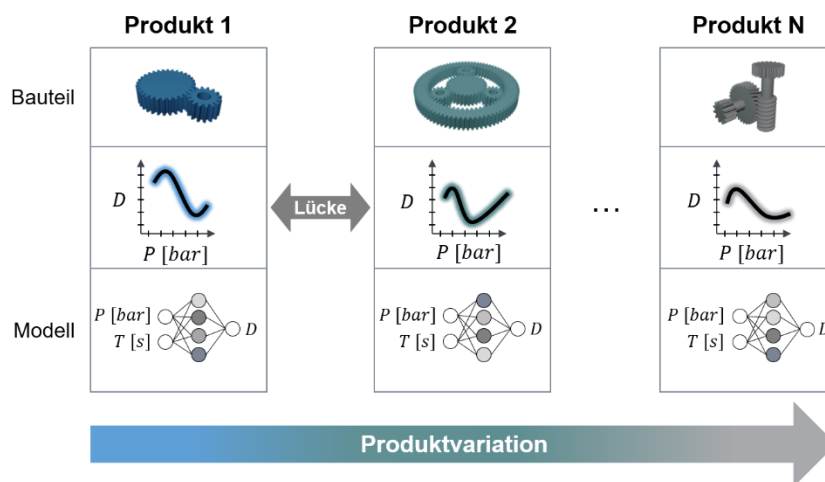 Produkt 1 Produkt 2 Produkt N
Bauteil
D D ... D
Lücke
P [bar] P [bar] P [bar]
Modell
P [bar] P [bar] P [bar]
D D D
T [s] T [s] T [s]
Produktvariation